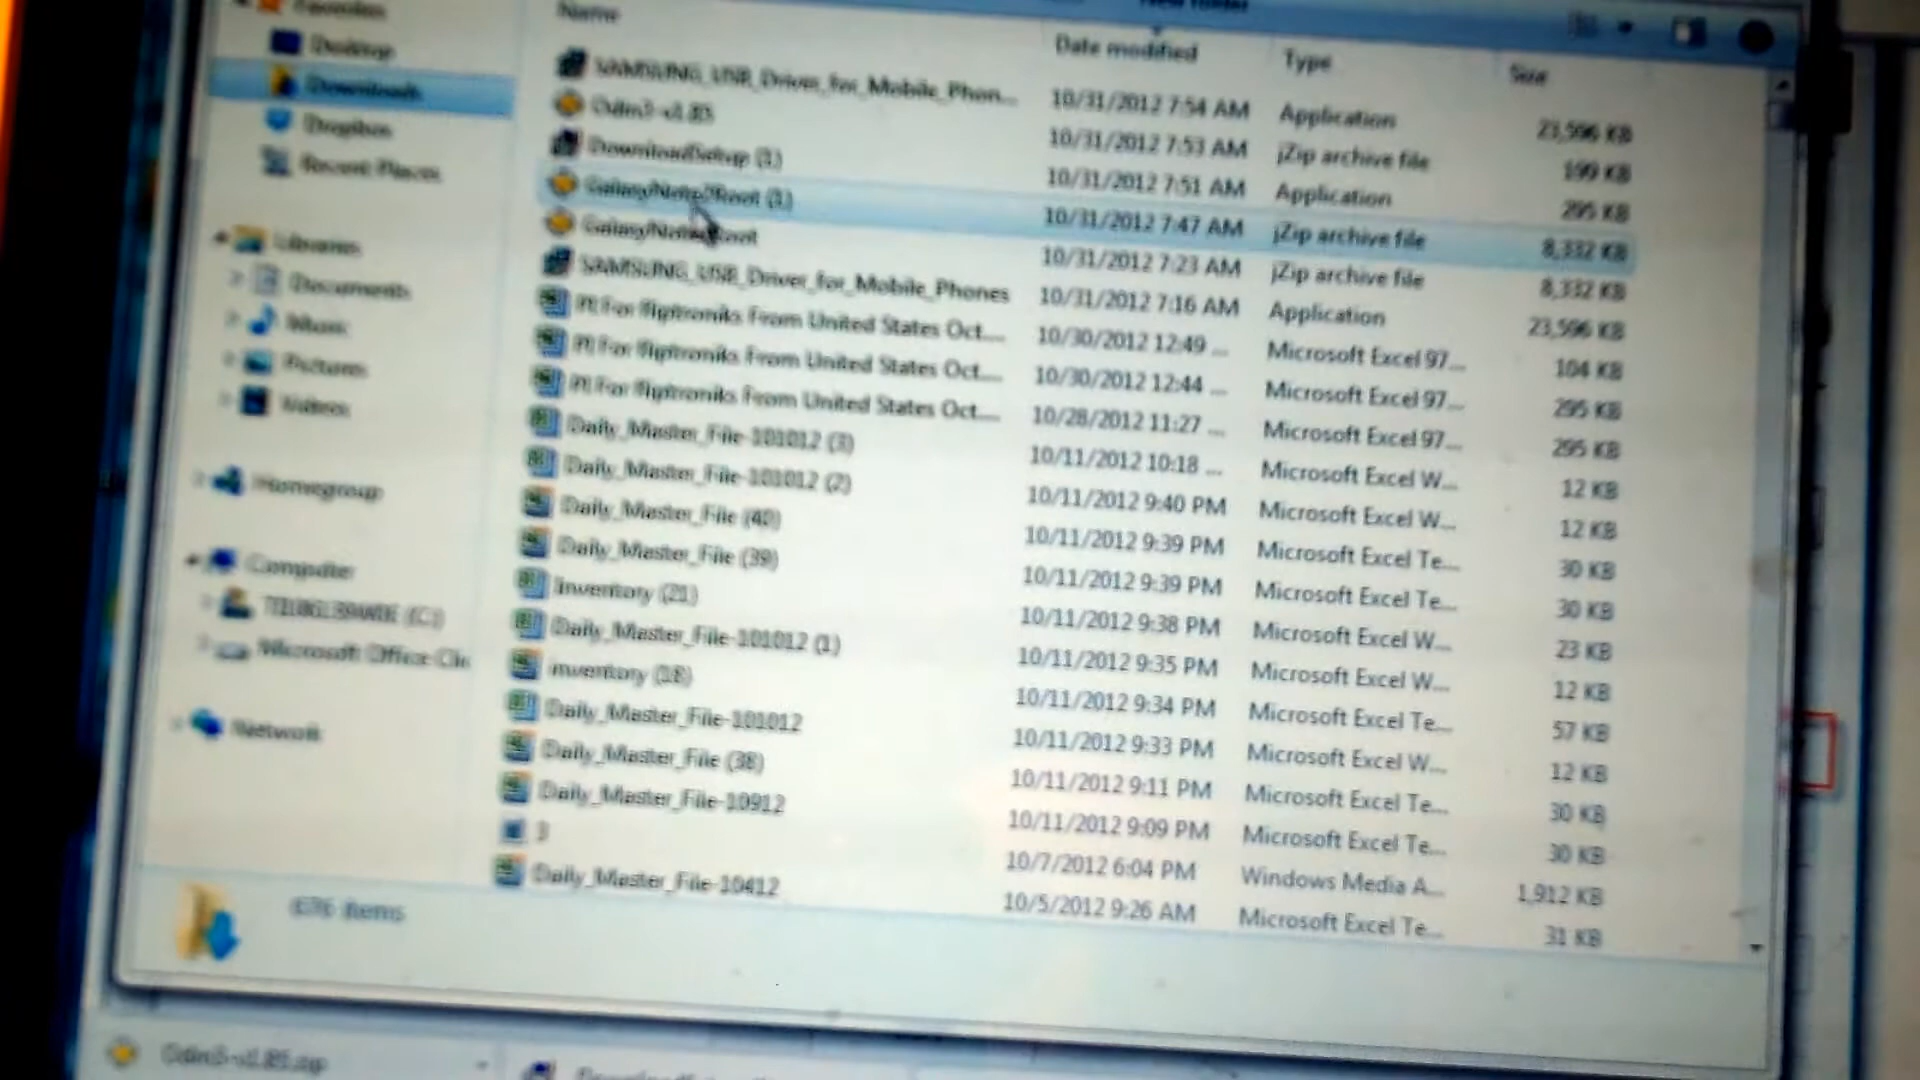 New folder
Name Date modified Type Size
SAMSUNG_USB_Driver_for_Mobile_Phon... 10/31/2012 7:54 AM Application 23,596 KB
Odin3-v1.85 10/31/2012 7:53 AM jZip archive file 199 KB
DownloadSetup (1) 10/31/2012 7:51 AM Application 295 KB
GalaxyNote2Root (1) 10/31/2012 7:47 AM jZip archive file 8,332 KB
10/31/2012 7:23 AM jZip archive file 8,332 KB
SAMSUNG_USB_Driver_for_Mobile_Phones 10/31/2012 7:16 AM Application 23,596 KB
For fliptroniks From United States Oct.... 10/30/2012 12:49 ... Microsoft Excel 97... 104 KB
For fliptroniks From United States Oct.... 10/30/2012 12:44 ... Microsoft Excel 97... 295 KB
For fliptroniks From United States Oct.... 10/28/2012 11:27 ... Microsoft Excel 97... 295 KB
Daily_Master_File-101012 (3) 10/11/2012 10:18 ... Microsoft Excel W... 12 KB
Daily_Master_File-101012 (2) 10/11/2012 9:40 PM Microsoft Excel W... 12 KB
Daily_Master_File (40) 10/11/2012 9:39 PM Microsoft Excel Te... 30 KB
Daily_Master_File (39) 10/11/2012 9:39 PM Microsoft Excel Te... 30 KB
Inventory (21) 10/11/2012 9:38 PM Microsoft Excel W... 23 KB
Daily_Master_File-101012 (1) 10/11/2012 9:35 PM Microsoft Excel W... 12 KB
inventory (18) 10/11/2012 9:34 PM Microsoft Excel Te... 57 KB
Daily_Master_File-101012 10/11/2012 9:33 PM Microsoft Excel W... 12 KB
Daily_Master_File (38) 10/11/2012 9:11 PM Microsoft Excel Te... 30 KB
Daily_Master_File-10912 10/11/2012 9:09 PM Microsoft Excel Te... 30 KB
3 10/7/2012 6:04 PM Windows Media A... 1,912 KB
Daily_Master_File-10412 10/5/2012 9:26 AM Microsoft Excel Te... 31 KB
Favorites
Desktop
Downloads
Dropbox
Recent Places
Libraries
Documents
Music
Pictures
Videos
Homegroup
Computer
(C:)
Microsoft Office Clic
Network
676 items
Odin3-v1.85.zip